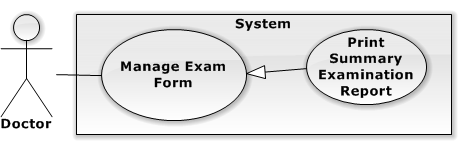 System
Manage Exam
Form
Print
Summary
Examination
Report
Doctor